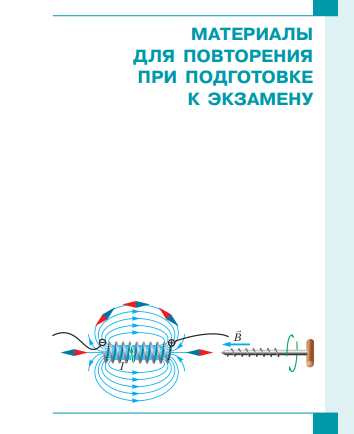 МАТЕРИАЛЫ
ДЛЯ ПОВТОРЕНИЯ
ПРИ ПОДГОТОВКЕ
К ЭКЗАМЕНУ
B
I